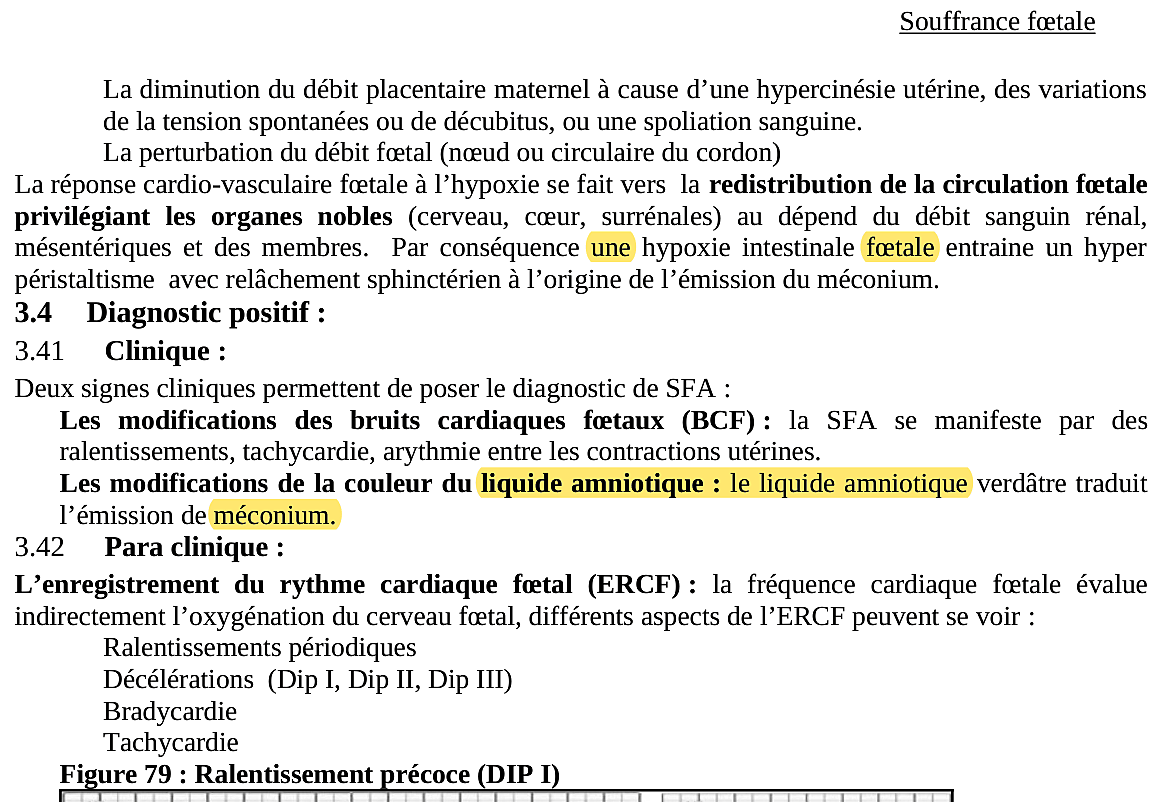 Souffrance fœtale
La diminution du débit placentaire maternel à cause d’une hypercinésie utérine, des variations
de la tension spontanées ou de décubitus, ou une spoliation sanguine.
La perturbation du débit fœtal (nœud ou circulaire du cordon)
La réponse cardio-vasculaire fœtale à l’hypoxie se fait vers  la redistribution de la circulation fœtale
privilégiant les organes nobles (cerveau, cœur, surrénales) au dépend du débit sanguin rénal,
mésentériques et des membres.  Par conséquence une hypoxie intestinale fœtale entraine un hyper
péristaltisme  avec relâchement sphinctérien à l’origine de l’émission du méconium.
3.4 Diagnostic positif :
3.41 Clinique :
Deux signes cliniques permettent de poser le diagnostic de SFA :
Les modifications des bruits cardiaques fœtaux (BCF) : la SFA se manifeste par des
ralentissements, tachycardie, arythmie entre les contractions utérines.
Les modifications de la couleur du liquide amniotique : le liquide amniotique verdâtre traduit
l’émission de méconium.
3.42 Para clinique :
L’enregistrement du rythme cardiaque fœtal (ERCF) : la fréquence cardiaque fœtale évalue
indirectement l’oxygénation du cerveau fœtal, différents aspects de l’ERCF peuvent se voir :
Ralentissements périodiques
Décélérations  (Dip I, Dip II, Dip III)
Bradycardie
Tachycardie
Figure 79 : Ralentissement précoce (DIP I)